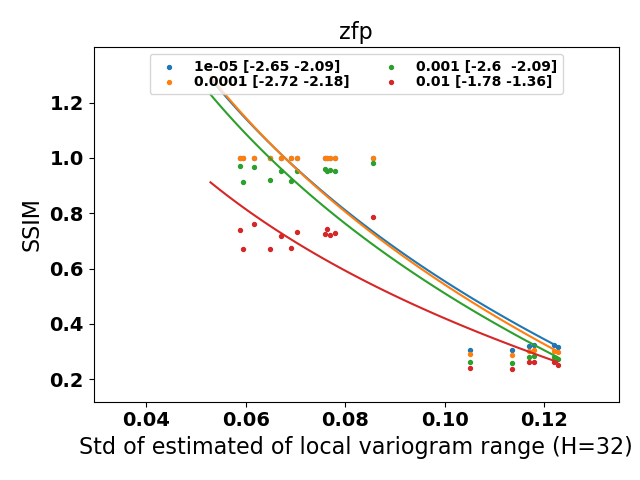 zfp
1e-05 [-2.65 -2.09]
0.0001 [-2.72 -2.18]
0.001 [-2.6  -2.09]
0.01 [-1.78 -1.36]
SSIM
1.2
1.0
0.8
0.6
0.4
0.2
0.04 0.06 0.08 0.10 0.12
Std of estimated of local variogram range (H=32)